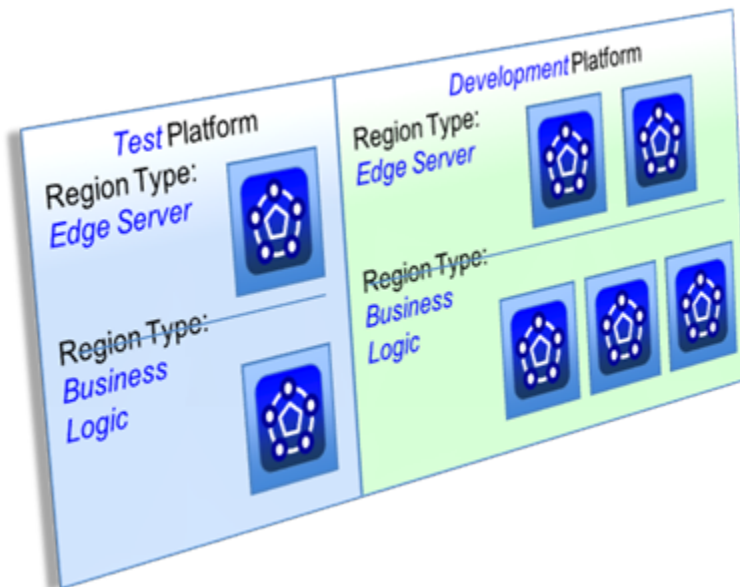 Test Platform
Region Type:
Edge Server
Region Type:
Business
Logic
Development Platform
Region Type:
Edge Server
Region Type:
Business
Logic